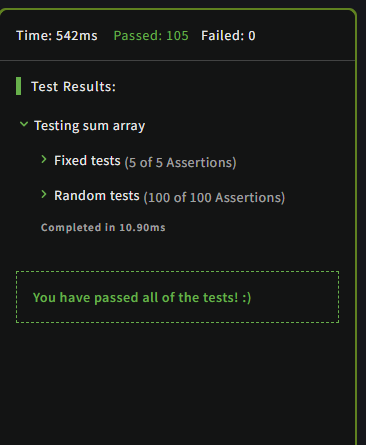 Time: 542ms Passed: 105 Failed: 0
Test Results:
Testing sum array
Fixed tests (5 of 5 Assertions)
Random tests (100 of 100 Assertions)
Completed in 10.90ms
You have passed all of the tests! :)